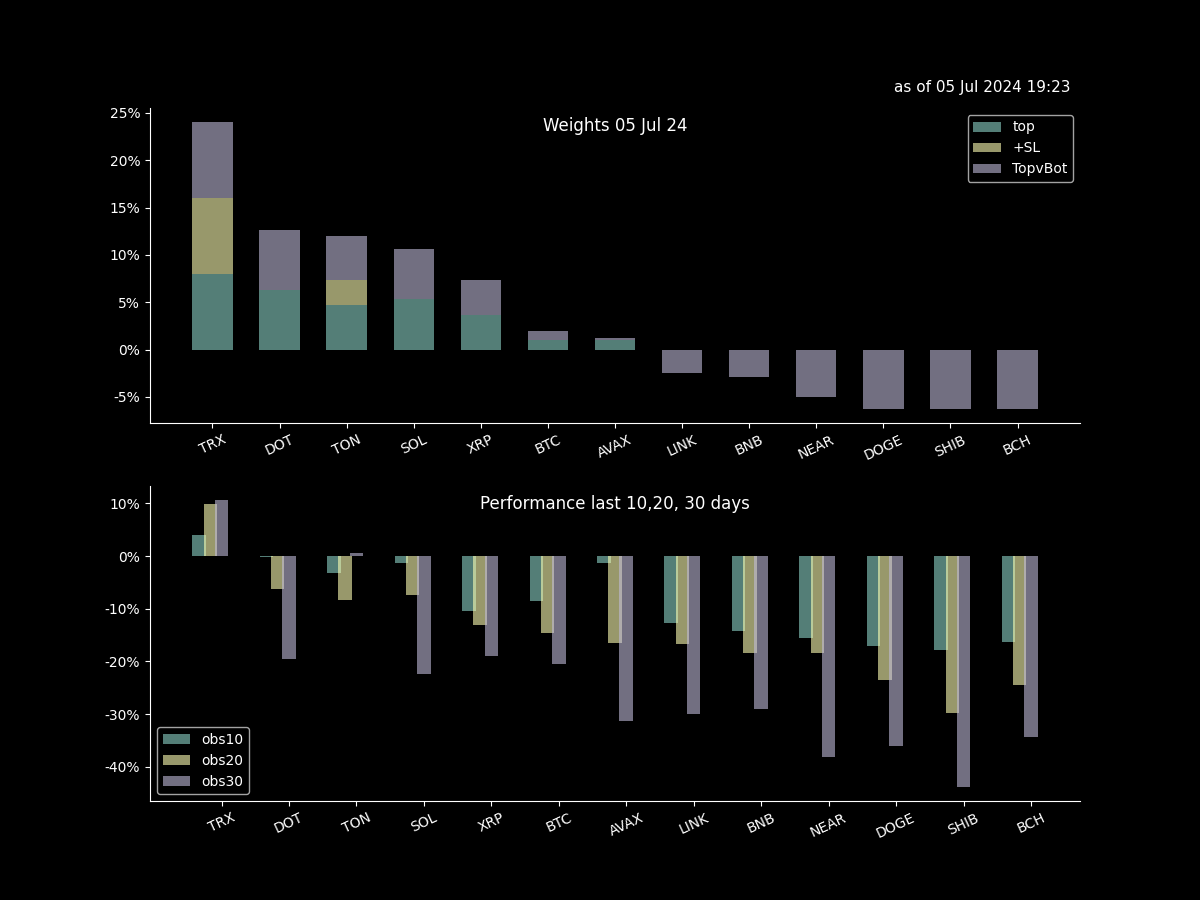 as of 05 Jul 2024 19:23
Weights 05 Jul 24
top
+SL
TopvBot
25%
20%
15%
10%
5%
0%
-5%
TRX DOT TON SOL XRP BTC AVAX LINK BNB NEAR DOGE SHIB BCH
Performance last 10,20, 30 days
10%
0%
-10%
-20%
-30%
-40%
obs10
obs20
obs30
TRX DOT TON SOL XRP BTC AVAX LINK BNB NEAR DOGE SHIB BCH